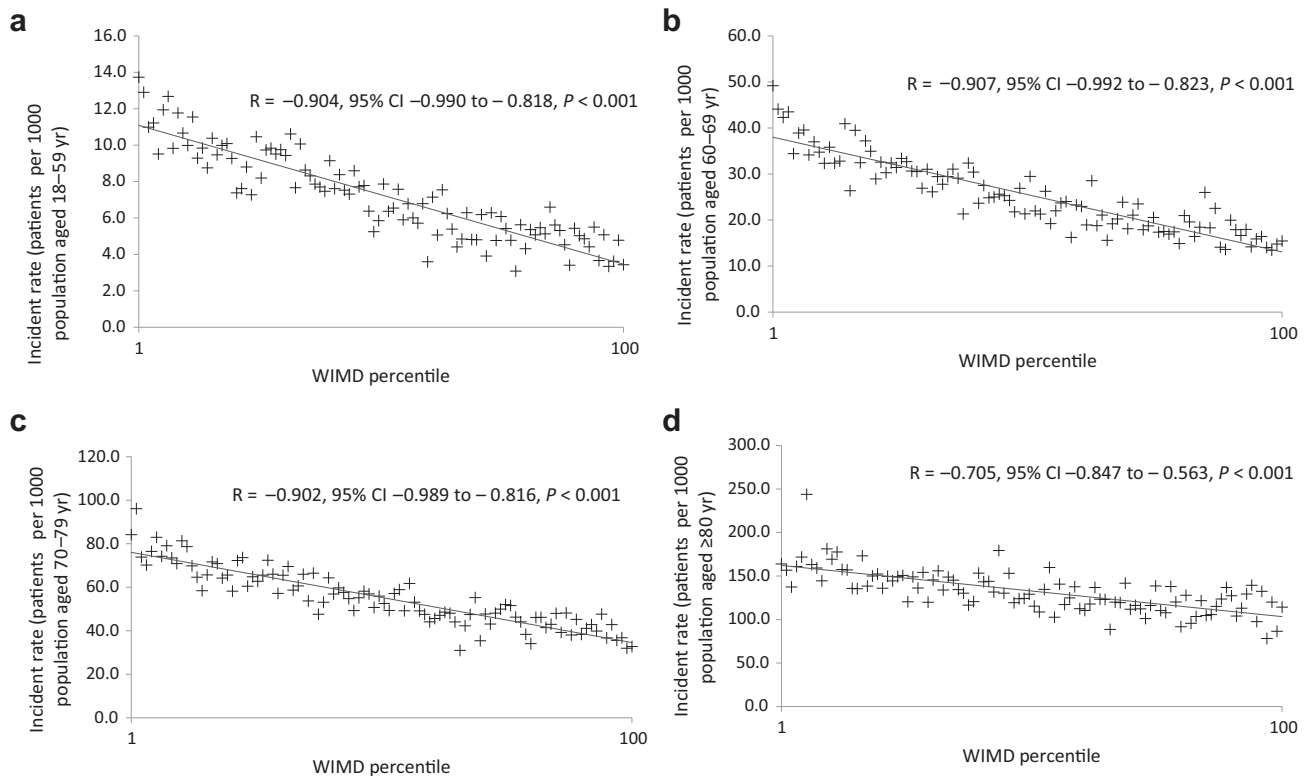 a
Incident rate (patients per 1000
population aged 18–59 yr)
16.0
14.0
12.0
10.0
8.0
6.0
4.0
2.0
0.0
R = −0.904, 95% CI −0.990 to − 0.818, P < 0.001
1
100
WIMD percentile
b
Incident rate (patients per 1000
population aged 60–69 yr)
60.0
50.0
40.0
30.0
20.0
10.0
0.0
R = −0.907, 95% CI −0.992 to − 0.823, P < 0.001
1
100
WIMD percentile
c
Incident rate (patients per 1000
population aged 70–79 yr)
120.0
100.0
80.0
60.0
40.0
20.0
0.0
R = −0.902, 95% CI −0.989 to − 0.816, P < 0.001
1
100
WIMD percentile
d
Incident rate (patients per 1000
population aged ≥80 yr)
300.0
250.0
200.0
150.0
100.0
50.0
0.0
R = −0.705, 95% CI −0.847 to − 0.563, P < 0.001
1
100
WIMD percentile